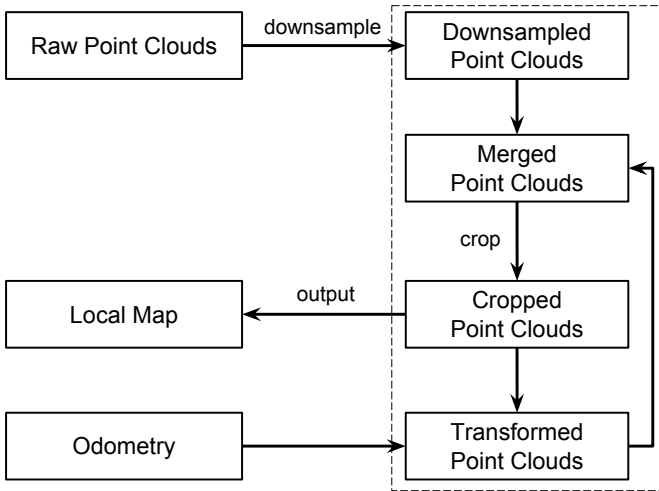 Raw Point Clouds
downsample
Downsampled
Point Clouds
Merged
Point Clouds
crop
Local Map
output
Cropped
Point Clouds
Odometry
Transformed
Point Clouds